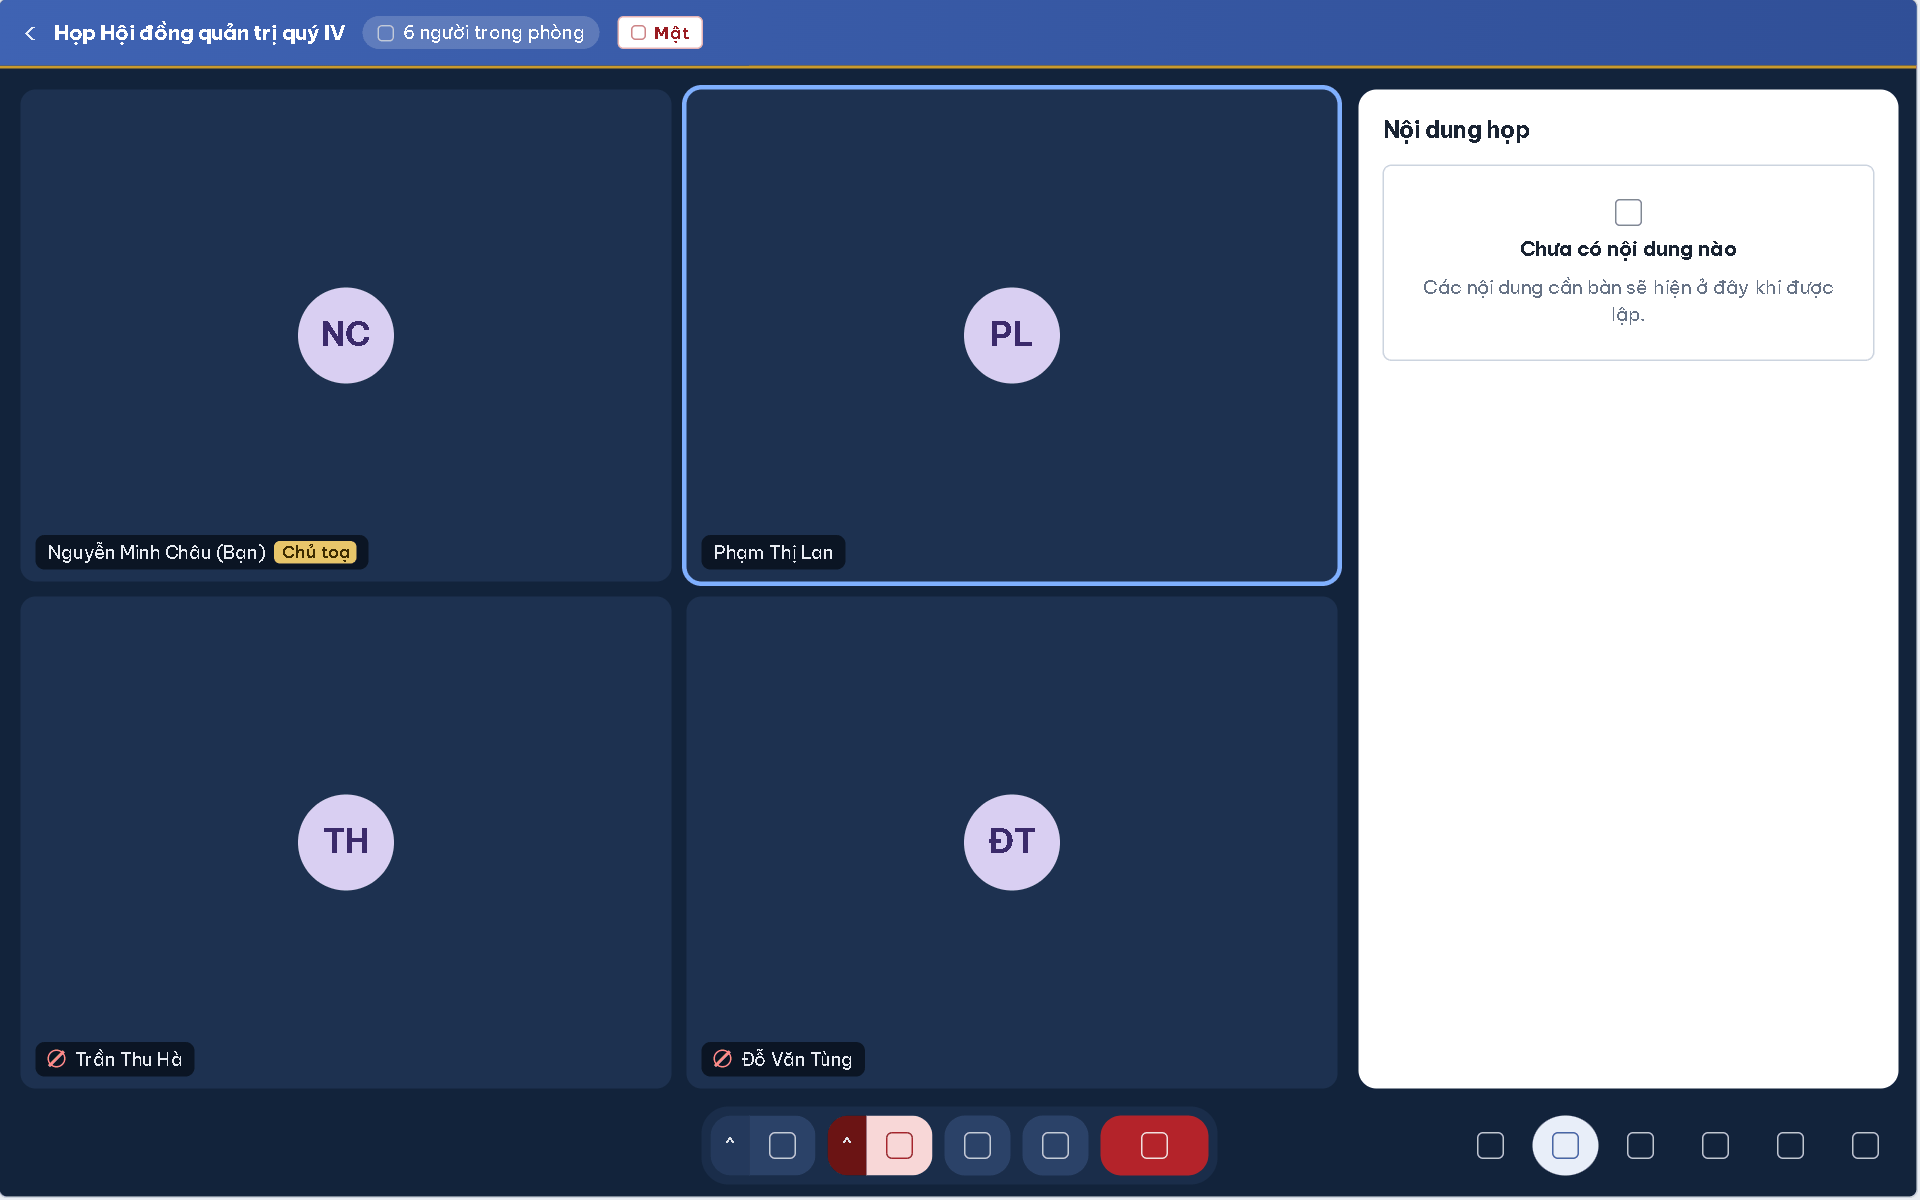 Họp Hội đồng quản trị quý IV
6 người trong phòng
Mật
NC
Nguyễn Minh Châu (Bạn) Chủ toạ
PL
Phạm Thị Lan
TH
Trần Thu Hà
ĐT
Đỗ Văn Tùng
Nội dung họp
Chưa có nội dung nào
Các nội dung cần bàn sẽ hiện ở đây khi được
lập.